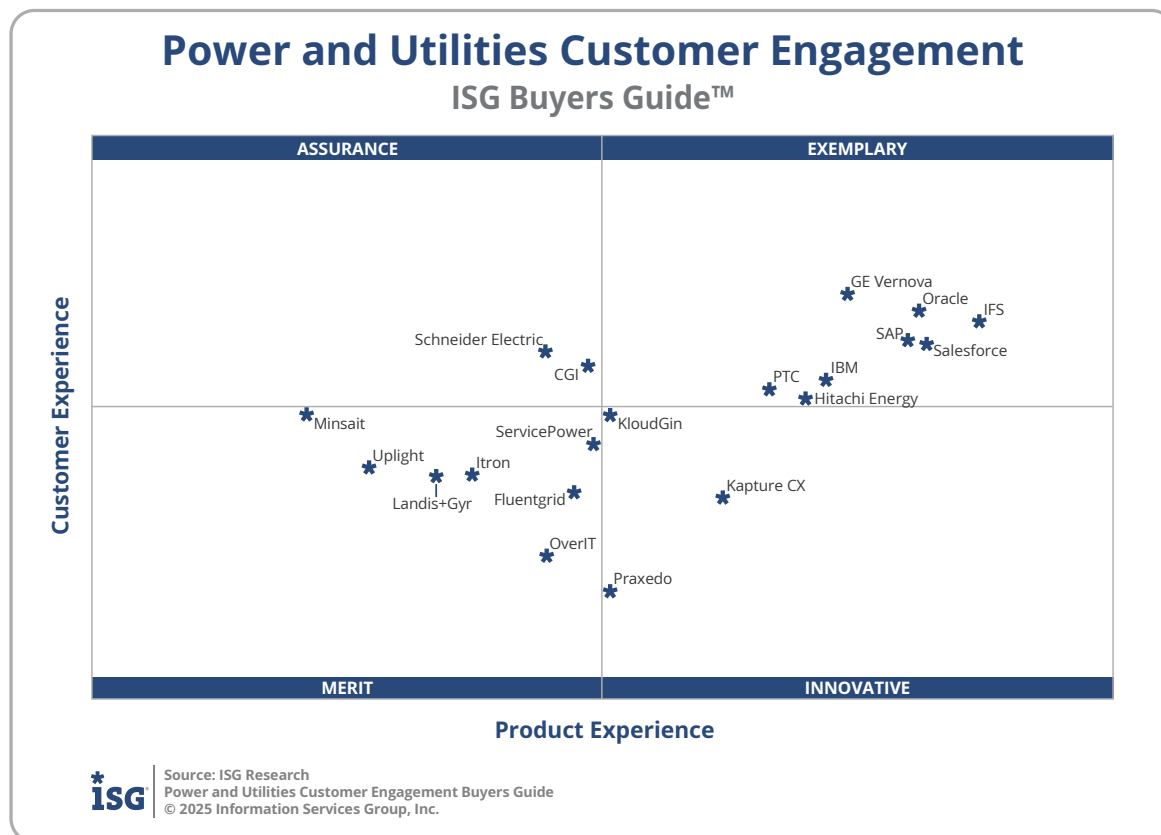 Power and Utilities Customer Engagement
ISG Buyers Guide™
ASSURANCE
EXEMPLARY
GE Vernova
Oracle
IFS
SAP
Salesforce
Schneider Electric
CGI
IBM
PTC
Hitachi Energy
Minsait
KloudGin
ServicePower
Uplight
Itron
Landis+Gyr
Fluentgrid
Kapture CX
OverIT
Praxedo
Customer Experience
MERIT
INNOVATIVE
Product Experience
isg
Source: ISG Research
Power and Utilities Customer Engagement Buyers Guide
© 2025 Information Services Group, Inc.